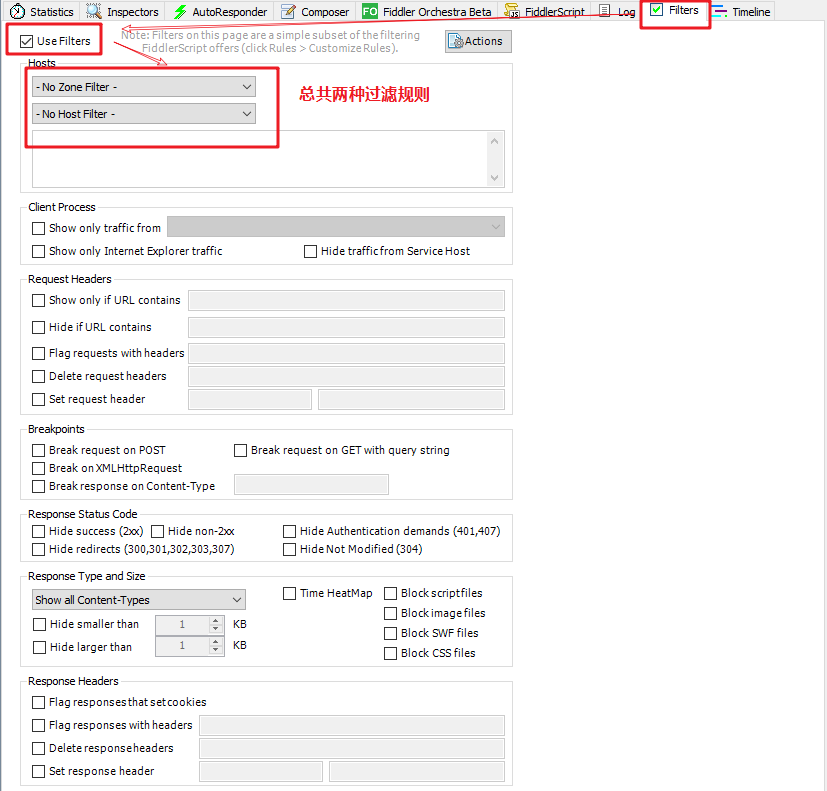 Statistics Inspectors AutoResponder Composer FO Fiddler Orchestra Beta JS FiddlerScript Log Filters Timeline
Use Filters
Note: Filters on this page are a simple subset of the filtering
FiddlerScript offers (click Rules > Customize Rules).
Actions
Hosts
- No Zone Filter -
- No Host Filter -
总共两种过滤规则
Client Process
Show only traffic from
Show only Internet Explorer traffic Hide traffic from Service Host
Request Headers
Show only if URL contains
Hide if URL contains
Flag requests with headers
Delete request headers
Set request header
Breakpoints
Break request on POST Break request on GET with query string
Break on XMLHttpRequest
Break response on Content-Type
Response Status Code
Hide success (2xx) Hide non-2xx Hide Authentication demands (401,407)
Hide redirects (300,301,302,303,307) Hide Not Modified (304)
Response Type and Size
Show all Content-Types Time HeatMap Block script files
Block image files
Hide smaller than 1 KB
Block SWF files
Hide larger than 1 KB
Block CSS files
Response Headers
Flag responses that set cookies
Flag responses with headers
Delete response headers
Set response header